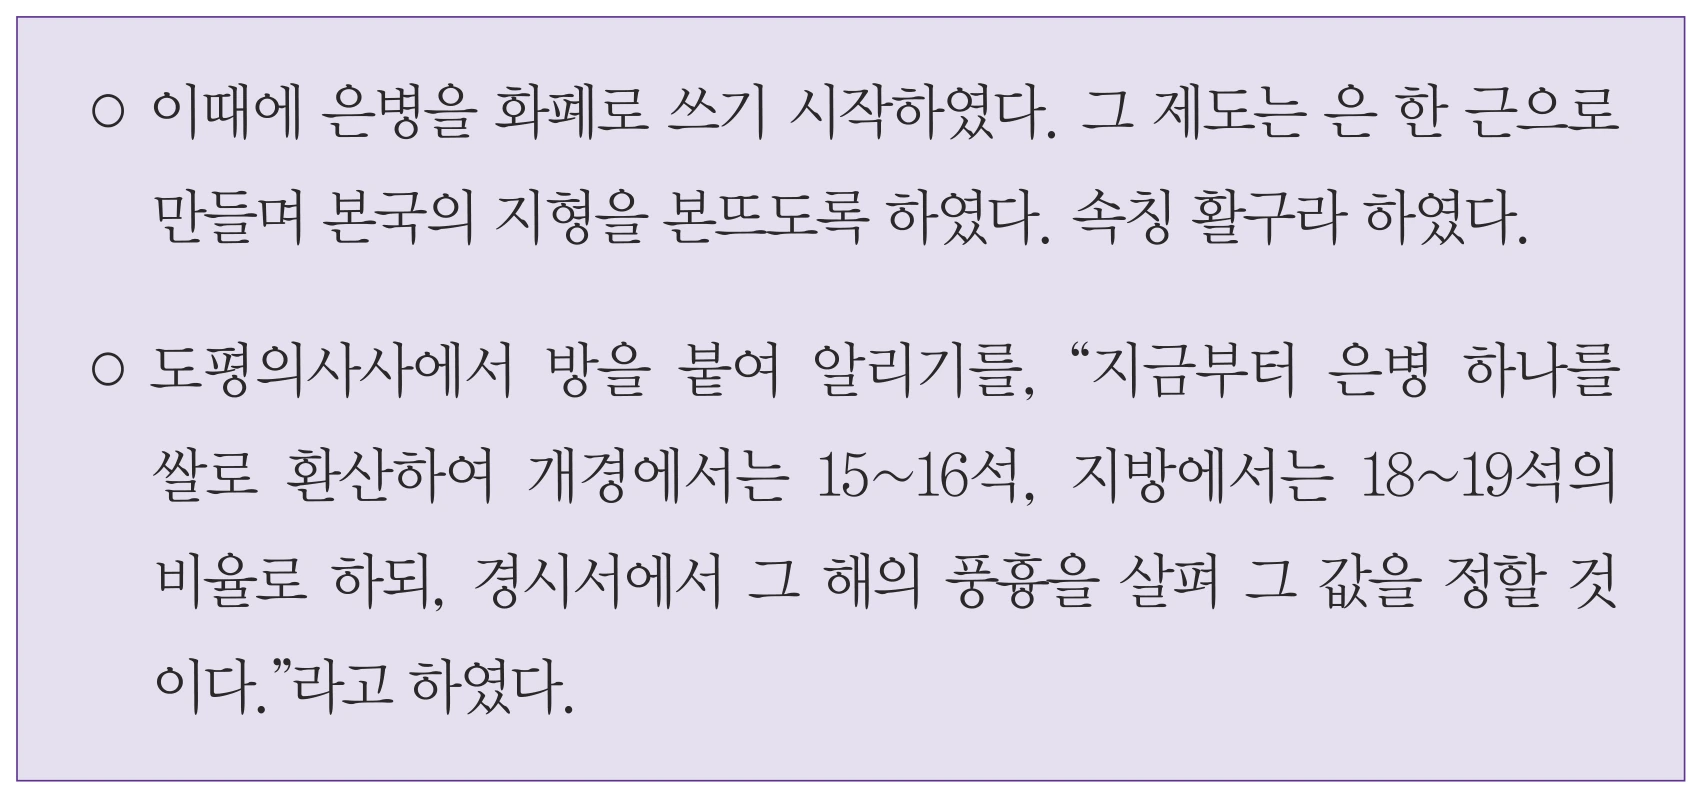 ○ 이때에 은병을 화폐로 쓰기 시작하였다. 그 제도는 은 한 근으로
만들며 본국의 지형을 본뜨도록 하였다. 속칭 활구라 하였다.
○ 도평의사사에서 방을 붙여 알리기를, “지금부터 은병 하나를
쌀로 환산하여 개경에서는 15~16석, 지방에서는 18~19석의
비율로 하되, 경시서에서 그 해의 풍흉을 살펴 그 값을 정할 것
이다.”라고 하였다.